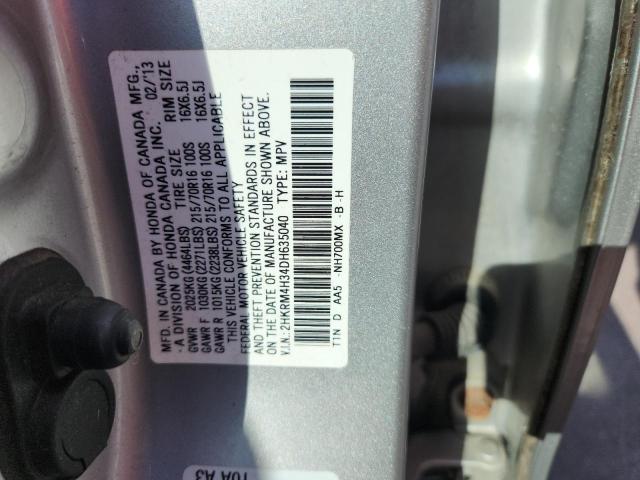 MFD. IN CANADA BY HONDA OF CANADA MFG.,
- A DIVISION OF HONDA CANADA INC. 02/'13
TIRE SIZE RIM SIZE
GVWR 2025KG (4464LBS)
GAWR F 1030KG (2271LBS) 215/70R16 100S 16X6.5J
GAWR R 1015KG (2238LBS) 215/70R16 100S 16X6.5J
THIS VEHICLE CONFORMS TO ALL APPLICABLE
FEDERAL MOTOR VEHICLE SAFETY
AND THEFT PREVENTION STANDARDS IN EFFECT
ON THE DATE OF MANUFACTURE SHOWN ABOVE.
V.I.N.: 2HKRM4H34DH635040 TYPE: MPV
TTIN D AA5 -NH700MX -B -H
T0A A3